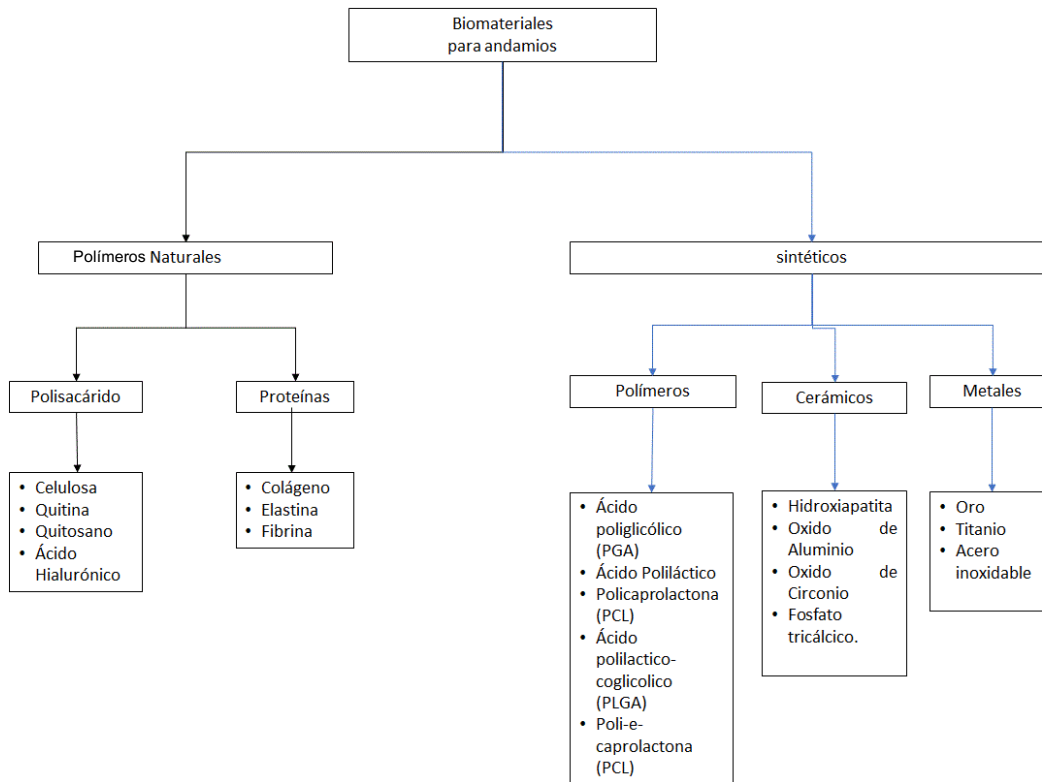 Biomateriales
para andamios
Polímeros Naturales
sintéticos
Polisacárido
Proteínas
Polímeros
Cerámicos
Metales
• Celulosa
• Quitina
• Quitosano
• Ácido
Hialurónico
• Colágeno
• Elastina
• Fibrina
• Ácido
poliglicólico
(PGA)
• Ácido Poliláctico
• Policaprolactona
(PCL)
• Ácido
polilactico-
coglicolico
(PLGA)
• Poli-e-
caprolactona
(PCL)
• Hidroxiapatita
• Oxido de
Aluminio
• Oxido de
Circonio
• Fosfato
tricálcico.
• Oro
• Titanio
• Acero
inoxidable